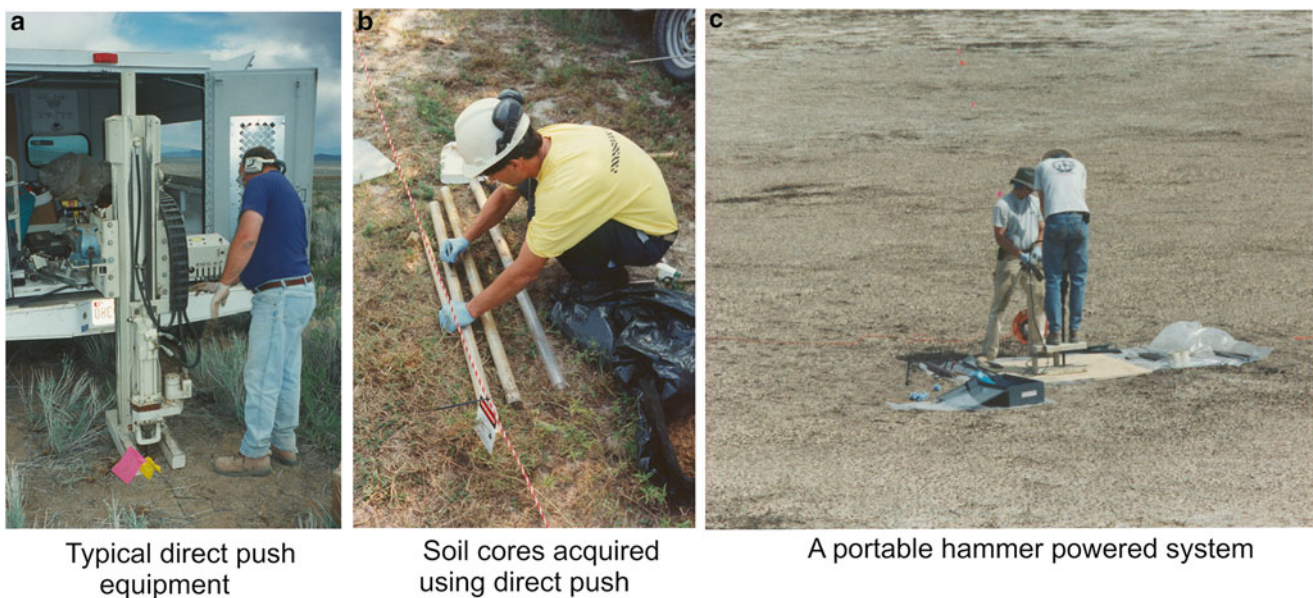 a
b
c
Typical direct push
equipment
Soil cores acquired
using direct push
A portable hammer powered system